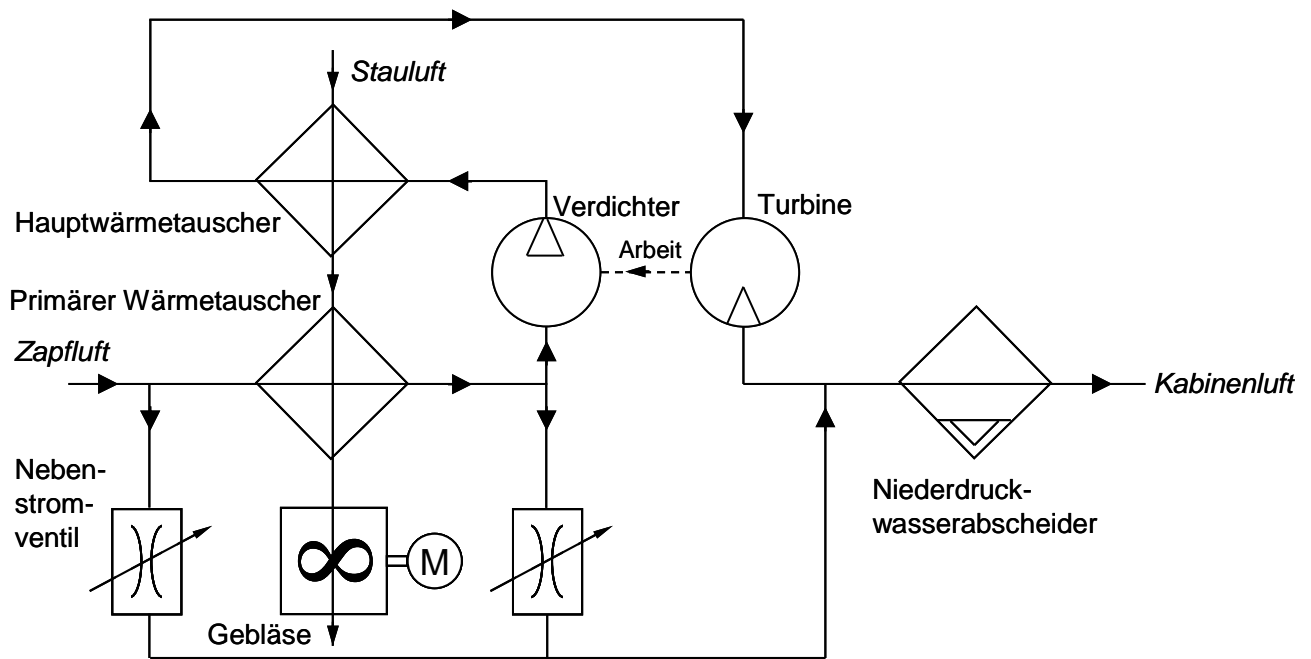 Stauluft
Hauptwärmetauscher
Verdichter
Turbine
Arbeit
Primärer Wärmetauscher
Zapfluft
Kabinenluft
Neben-
strom-
ventil
M
Gebläse
Niederdruck-
wasserabscheider